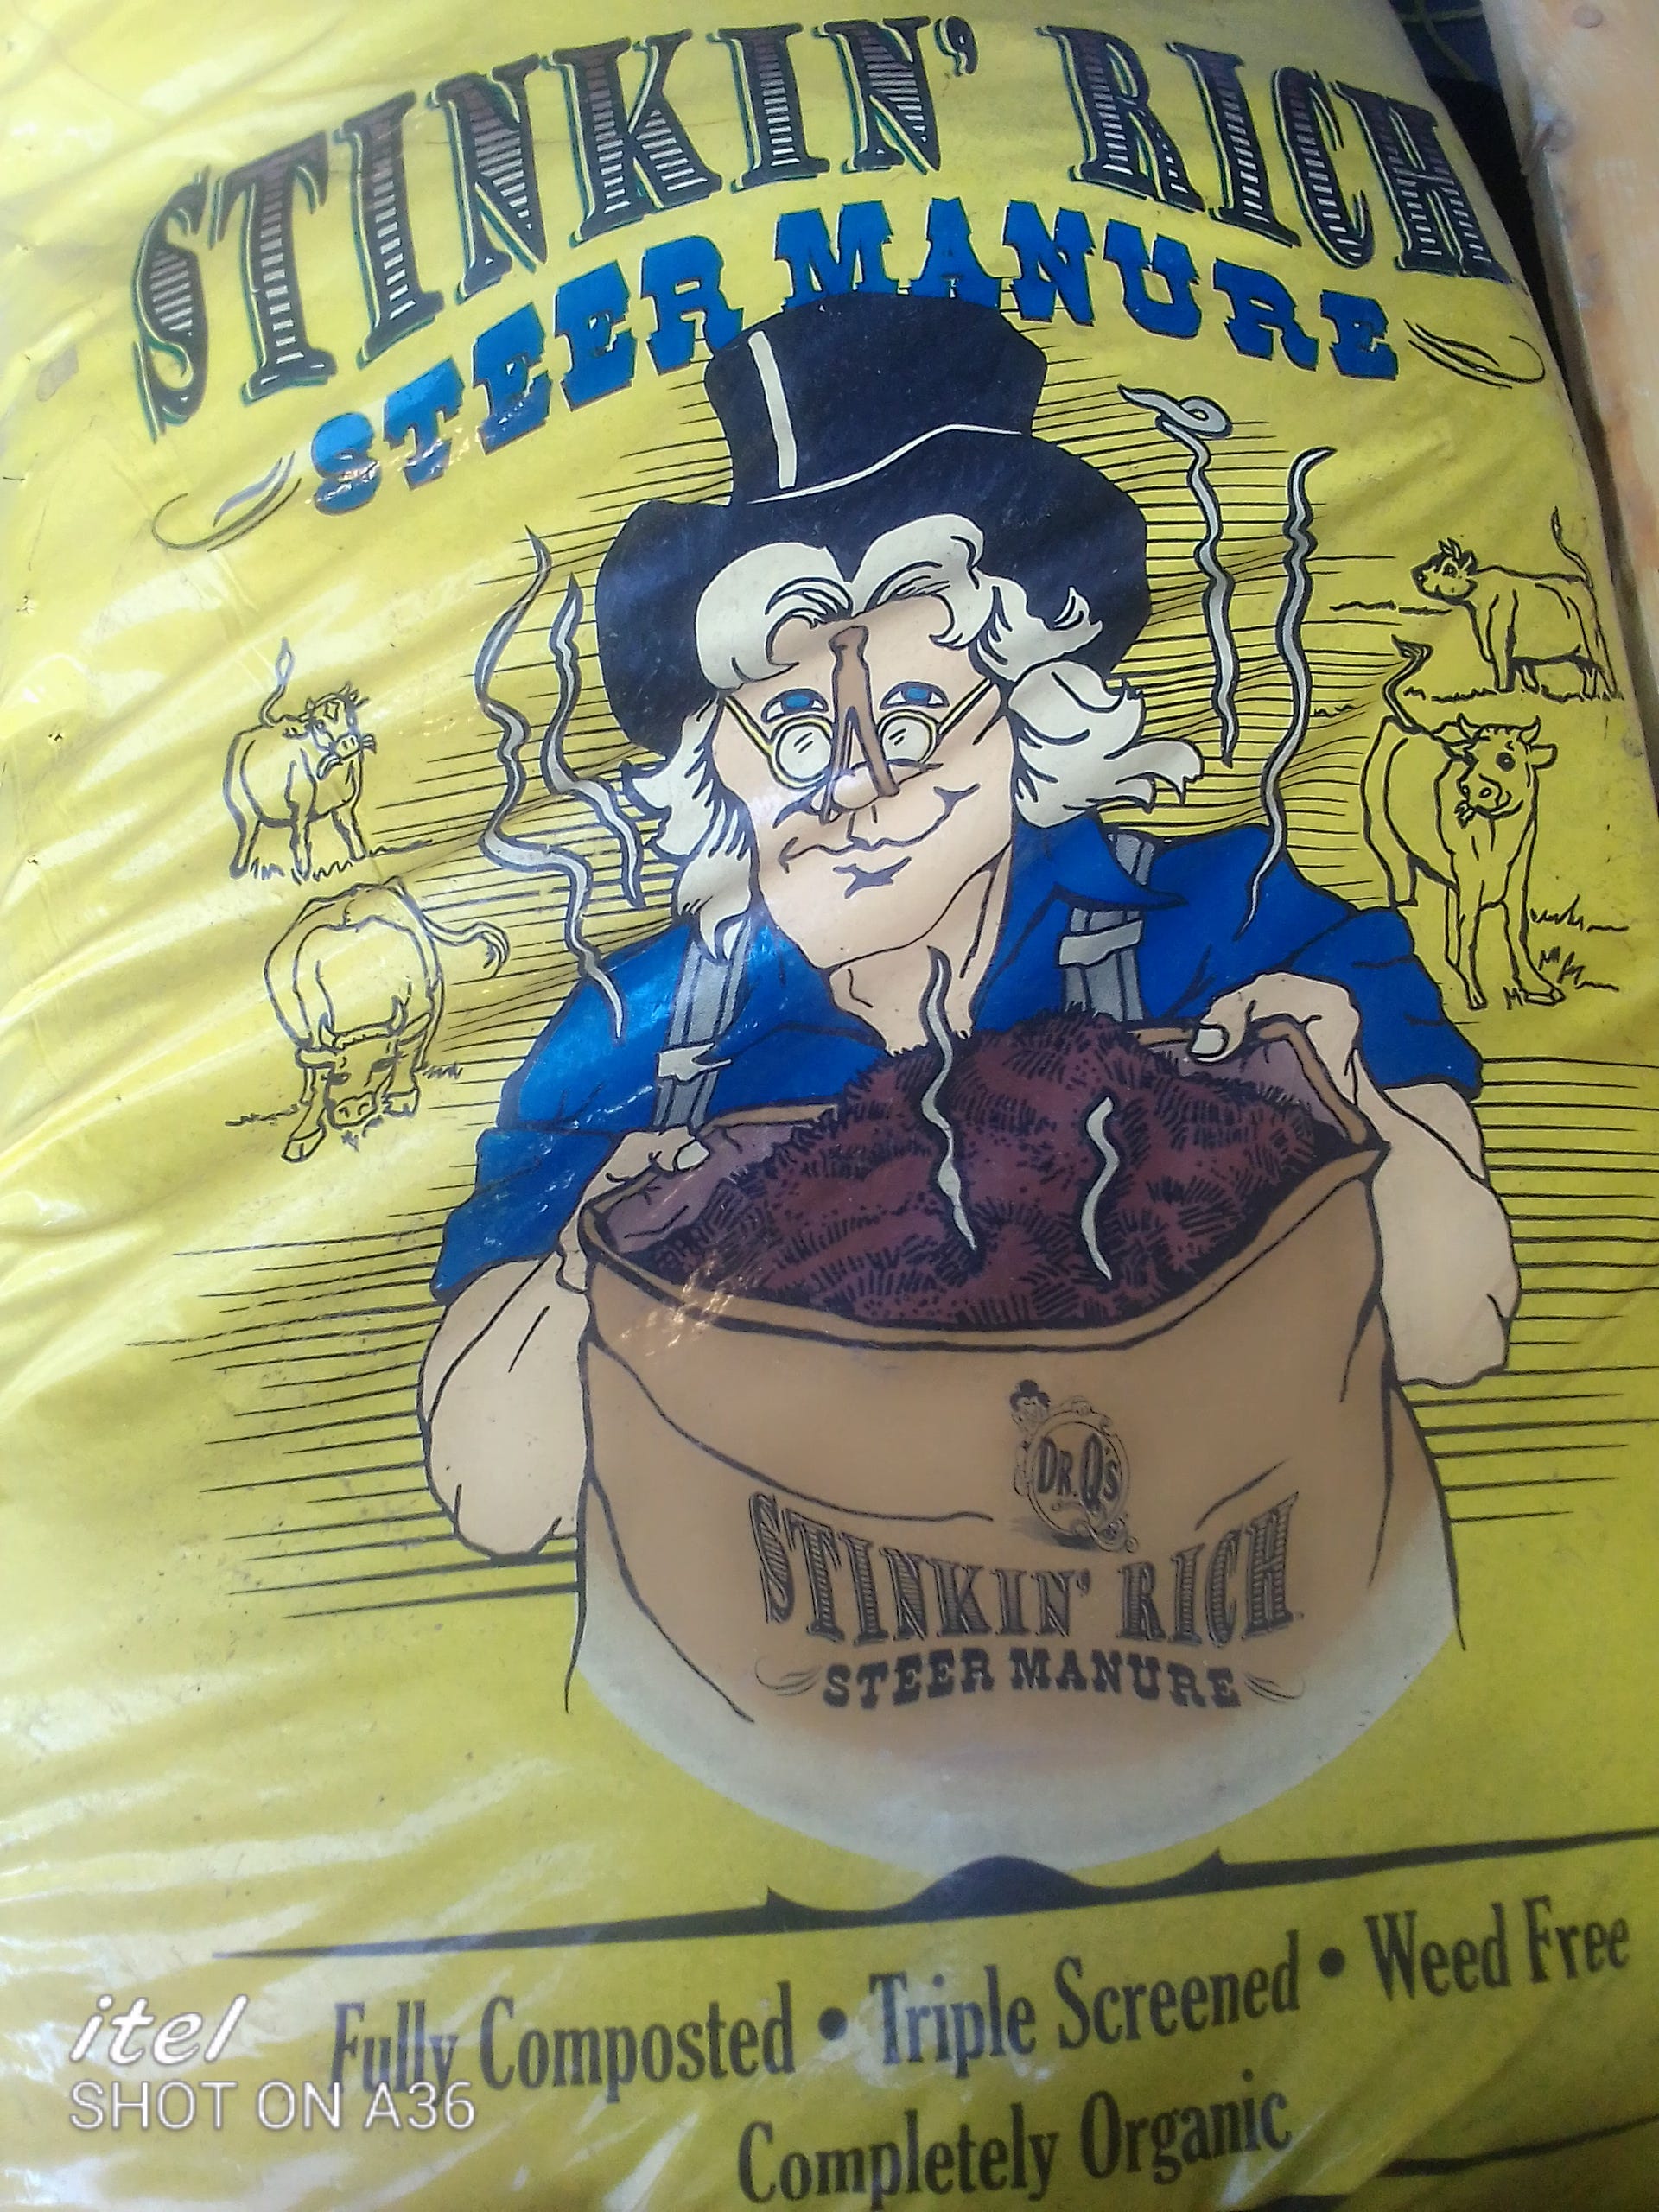 STINKIN' RICH
STEER MANURE
DR. Q'S
STINKIN' RICH
STEER MANURE
Fully Composted • Triple Screened • Weed Free
Completely Organic
itel
SHOT ON A36